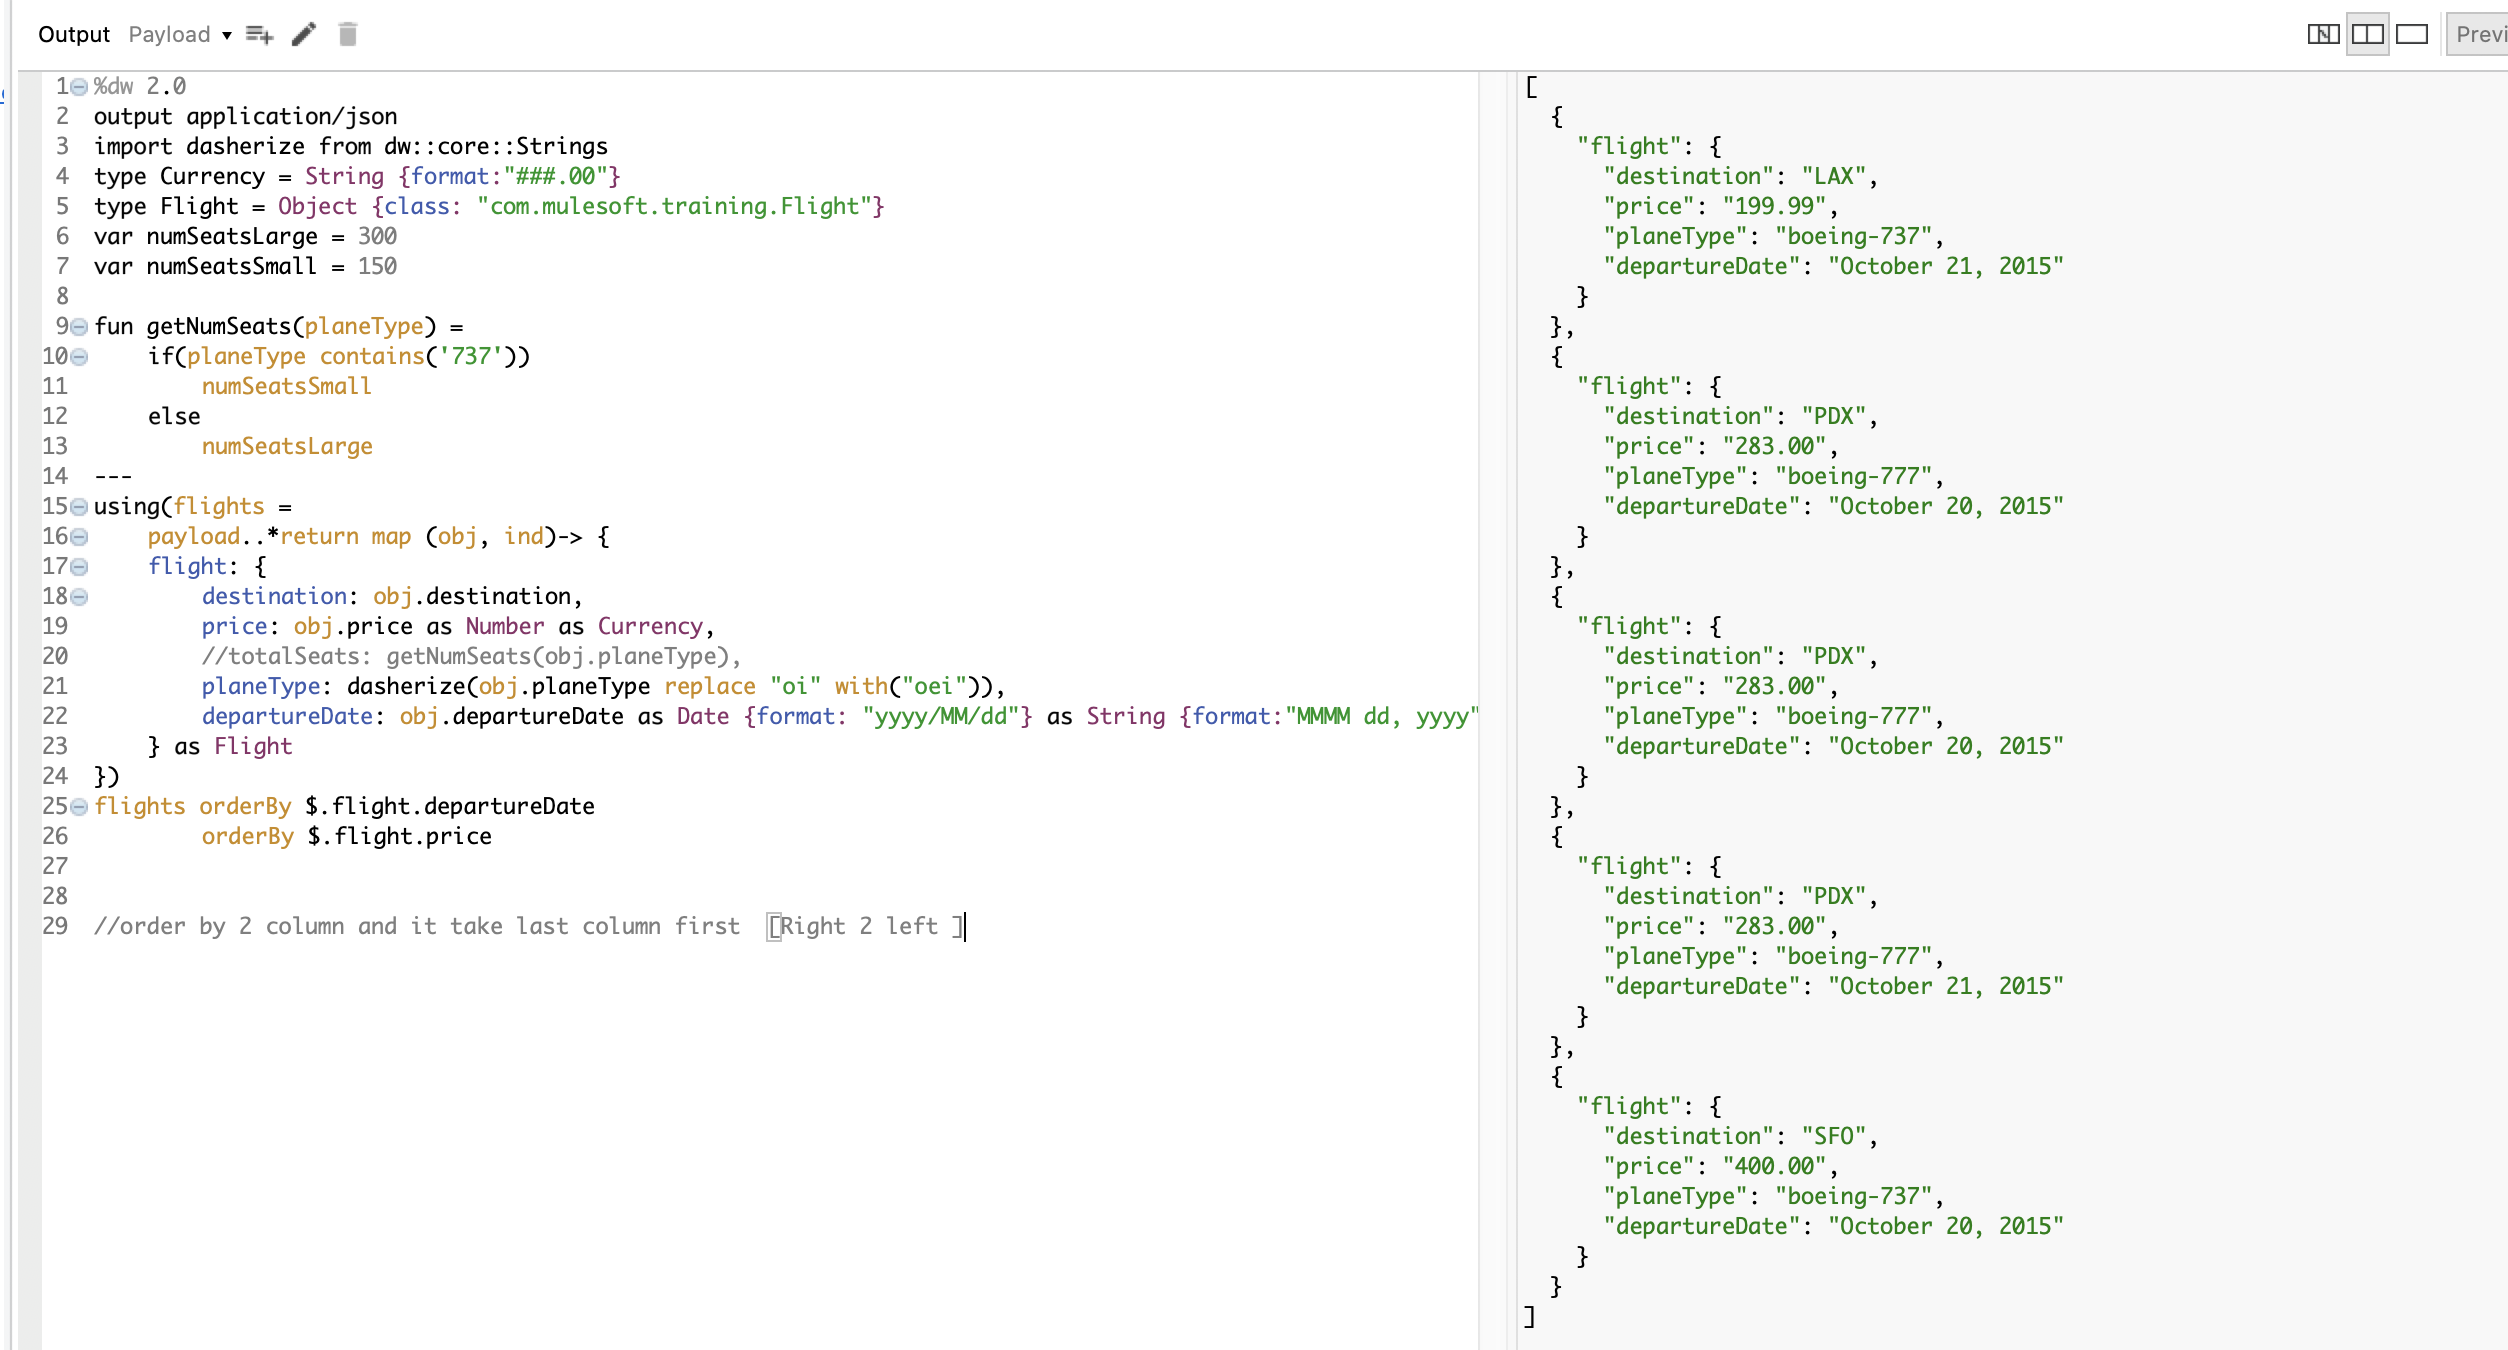 Output Payload
Previ
1 %dw 2.0
2 output application/json
3 import dasherize from dw::core::Strings
4 type Currency = String {format:"###.00"}
5 type Flight = Object {class: "com.mulesoft.training.Flight"}
6 var numSeatsLarge = 300
7 var numSeatsSmall = 150
8
9 fun getNumSeats(planeType) =
10 if(planeType contains('737'))
11 numSeatsSmall
12 else
13 numSeatsLarge
14 ---
15 using(flights =
16 payload..*return map (obj, ind)-> {
17 flight: {
18 destination: obj.destination,
19 price: obj.price as Number as Currency,
20 //totalSeats: getNumSeats(obj.planeType),
21 planeType: dasherize(obj.planeType replace "oi" with("oei")),
22 departureDate: obj.departureDate as Date {format: "yyyy/MM/dd"} as String {format:"MMMM dd, yyyy"
23 } as Flight
24 })
25 flights orderBy $.flight.departureDate
26 orderBy $.flight.price
27
28
29 //order by 2 column and it take last column first [Right 2 left ]
[
{
"flight": {
"destination": "LAX",
"price": "199.99",
"planeType": "boeing-737",
"departureDate": "October 21, 2015"
}
},
{
"flight": {
"destination": "PDX",
"price": "283.00",
"planeType": "boeing-777",
"departureDate": "October 20, 2015"
}
},
{
"flight": {
"destination": "PDX",
"price": "283.00",
"planeType": "boeing-777",
"departureDate": "October 20, 2015"
}
},
{
"flight": {
"destination": "PDX",
"price": "283.00",
"planeType": "boeing-777",
"departureDate": "October 21, 2015"
}
},
{
"flight": {
"destination": "SFO",
"price": "400.00",
"planeType": "boeing-737",
"departureDate": "October 20, 2015"
}
}
]